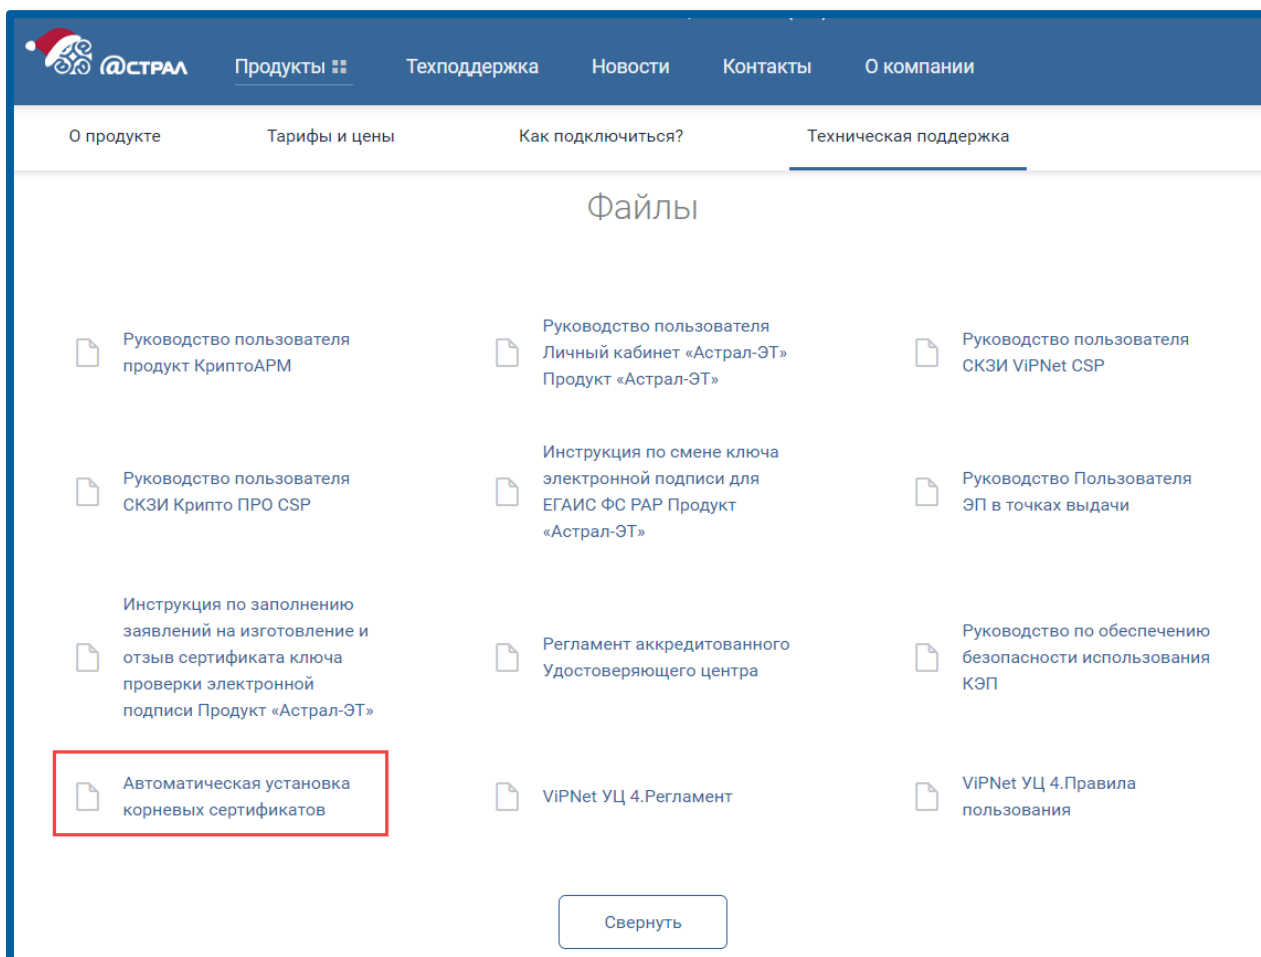 @СТРАЛ
Продукты
Техподдержка
Новости
Контакты
О компании
О продукте
Тарифы и цены
Как подключиться?
Техническая поддержка
Файлы
Руководство пользователя
продукт КриптоАРМ
Руководство пользователя
Личный кабинет «Астрал-ЭТ»
Продукт «Астрал-ЭТ»
Руководство пользователя
СКЗИ ViPNet CSP
Руководство пользователя
СКЗИ Крипто ПРО CSP
Инструкция по смене ключа
электронной подписи для
ЕГАИС ФС РАР Продукт
«Астрал-ЭТ»
Руководство Пользователя
ЭП в точках выдачи
Инструкция по заполнению
заявлений на изготовление и
отзыв сертификата ключа
проверки электронной
подписи Продукт «Астрал-ЭТ»
Регламент аккредитованного
Удостоверяющего центра
Руководство по обеспечению
безопасности использования
КЭП
Автоматическая установка
корневых сертификатов
ViPNet УЦ 4.Регламент
ViPNet УЦ 4.Правила
пользования
Свернуть